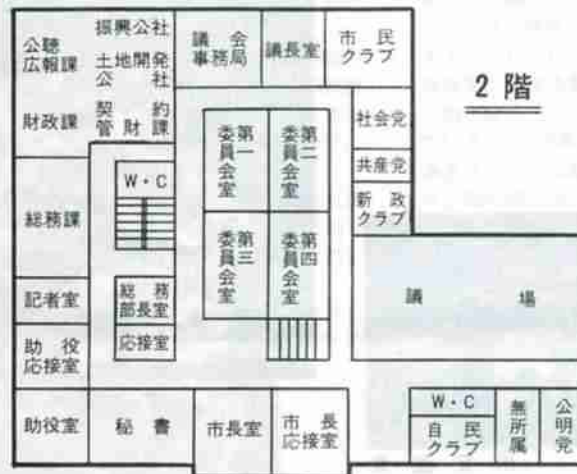 振興公社
公聴
広報課
土地開発
公社
財政課
契約
管財課
議会
事務局
議長室
市民
クラブ
2階
社会党
共産党
新政
クラブ
W・C
第一
委員会室
第二
委員会室
第三
委員会室
第四
委員会室
総務課
記者室
総務
部長室
応接室
助役
応接室
議場
助役室
秘書
市長室
市長
応接室
W・C
自民
クラブ
無所属
公明党